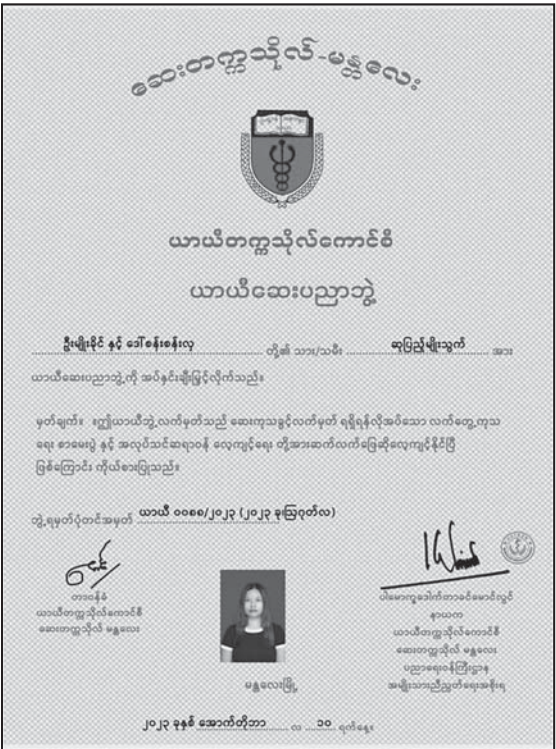 ဆေးတက္ကသိုလ်-မန္တလေး
ယာယီတက္ကသိုလ်ကောင်စီ
ယာယီဆေးပညာဘွဲ့
ဦးမျိုးခိုင် နှင့် ဒေါ်စန်းစန်းလှ တို့၏ သား/သမီး ဆုပြည့်မျိုးသွက် အား
ယာယီဆေးပညာဘွဲ့ကို အပ်နှင်းချီးမြှင့်လိုက်သည်။
မှတ်ချက်။ ။ဤယာယီဘွဲ့လက်မှတ်သည် ဆေးကုသခွင့်လက်မှတ် ရရှိရန်လိုအပ်သော လက်တွေ့ကုသ
ရေး စာမေးပွဲ နှင့် အလုပ်သင်ဆရာဝန် လေ့ကျင့်ရေး တို့အားဆက်လက်ဖြေဆိုလေ့ကျင့်နိုင်ပြီ
ဖြစ်ကြောင်း ကိုယ်စားပြုသည်။
ဘွဲ့ရမှတ်ပုံတင်အမှတ် ယာယီ ၀၀၈၈/၂၀၂၃ (၂၀၂၃ ခုဩဂုတ်လ)
တာဝန်ခံ
ယာယီတက္ကသိုလ်ကောင်စီ
ဆေးတက္ကသိုလ် မန္တလေး
ပါမောက္ခဒေါက်တာခင်မောင်လွင်
နာယက
ယာယီတက္ကသိုလ်ကောင်စီ
ဆေးတက္ကသိုလ် မန္တလေး
ပညာရေးဝန်ကြီးဌာန
အမျိုးသားညီညွတ်ရေးအစိုးရ
မန္တလေးမြို့
၂၀၂၃ ခုနှစ် အောက်တိုဘာ လ ၁၀ ရက်နေ့။